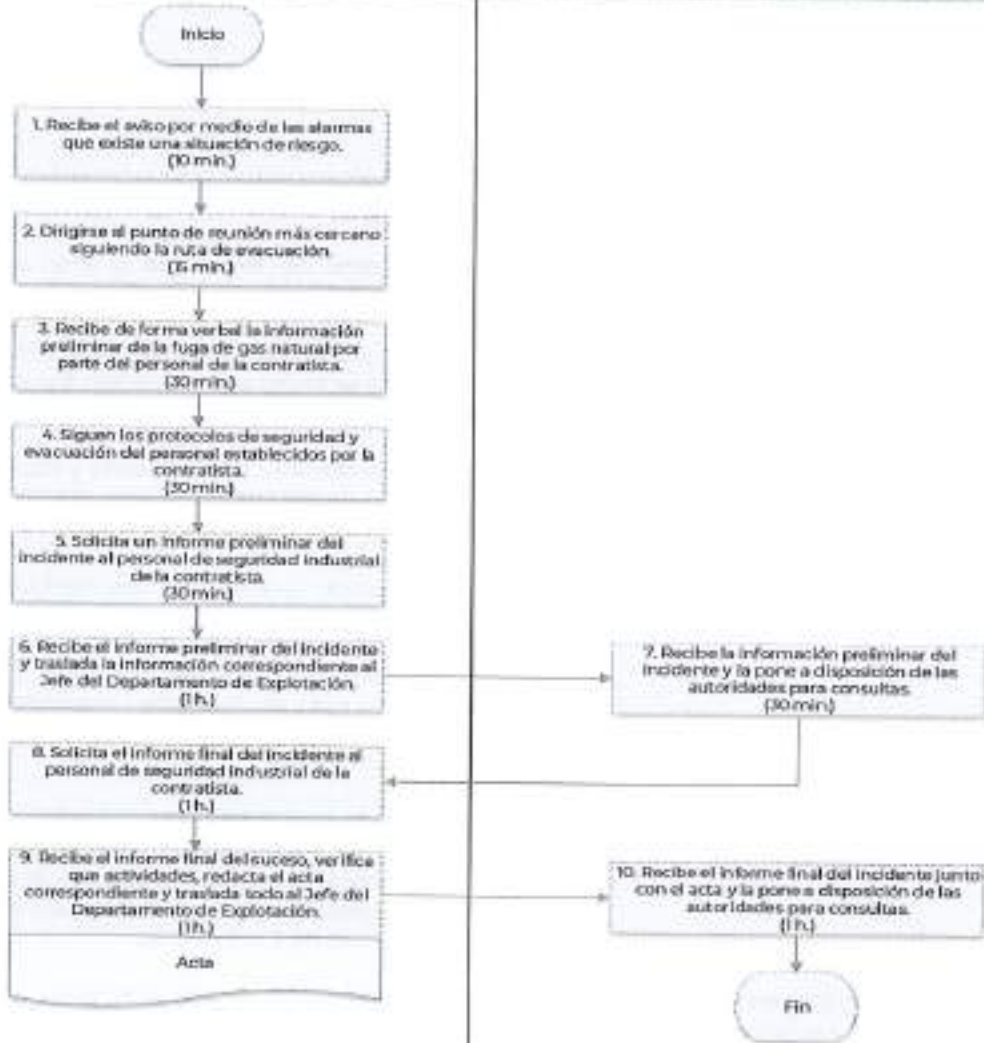 Inicio
1. Recibe el aviso por medio de las alarmas
que existe una situación de riesgo.
(10 min.)
2. Dirigirse al punto de reunión más cercano
siguiendo la ruta de evacuación.
(15 min.)
3. Recibe de forma verbal la información
preliminar de la fuga de gas natural por
parte del personal de la contratista.
(30 min.)
4. Siguen los protocolos de seguridad y
evacuación del personal establecidos por la
contratista.
(30 min.)
5. Solicita un informe preliminar del
incidente al personal de seguridad industrial
de la contratista.
(30 min.)
6. Recibe el informe preliminar del incidente
y traslada la información correspondiente al
Jefe del Departamento de Explotación.
(1 h.)
7. Recibe la información preliminar del
incidente y la pone a disposición de las
autoridades para consultas.
(30 min.)
8. Solicita el informe final del incidente al
personal de seguridad industrial de la
contratista.
(1 h.)
9. Recibe el informe final del suceso, verifica
que actividades, redacta el acta
correspondiente y traslada todo al Jefe del
Departamento de Explotación.
(1 h.)
Acta
10. Recibe el informe final del incidente junto
con el acta y la pone a disposición de las
autoridades para consultas.
(1 h.)
Fin